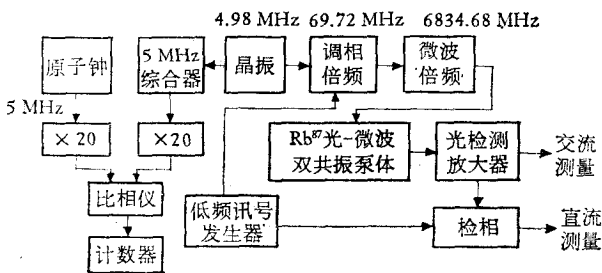 4.98 MHz 69.72 MHz 6834.68 MHz
原子钟
5 MHz
综合器
晶振
调相
倍频
微波
倍频
5 MHz
× 20
× 20
Rb⁸⁷光-微波
双共振泵体
光检测
放大器
交流
测量
比相仪
低频讯号
发生器
检相
直流
测量
计数器